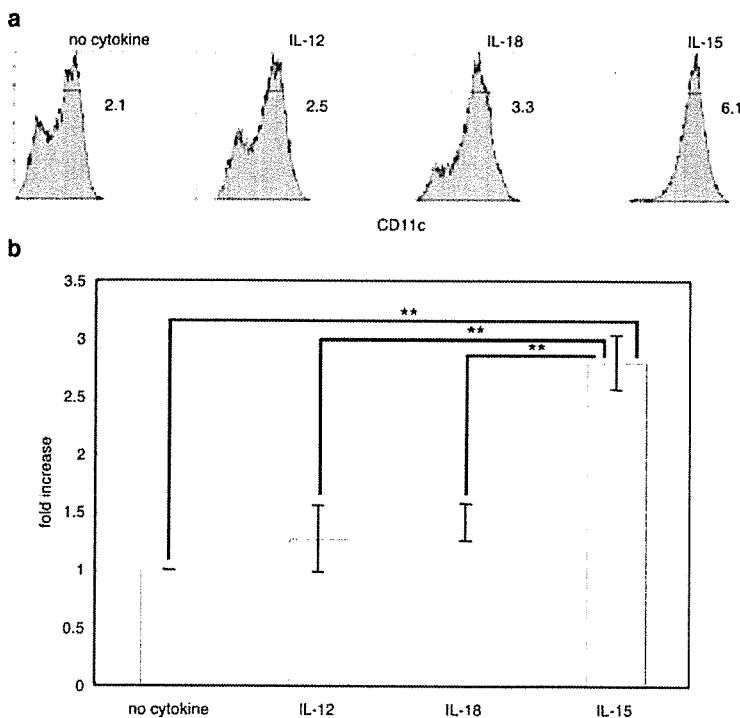 a
no cytokine IL-12 IL-18 IL-15
2.1 2.5 3.3 6.1
CD11c
b
3.5
**
3 **
**
2.5
2
fold increase
1.5
1
0.5
0
no cytokine IL-12 IL-18 IL-15